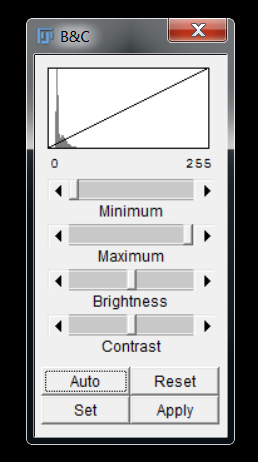 B&C
0 255
Minimum
Maximum
Brightness
Contrast
Auto Reset
Set Apply